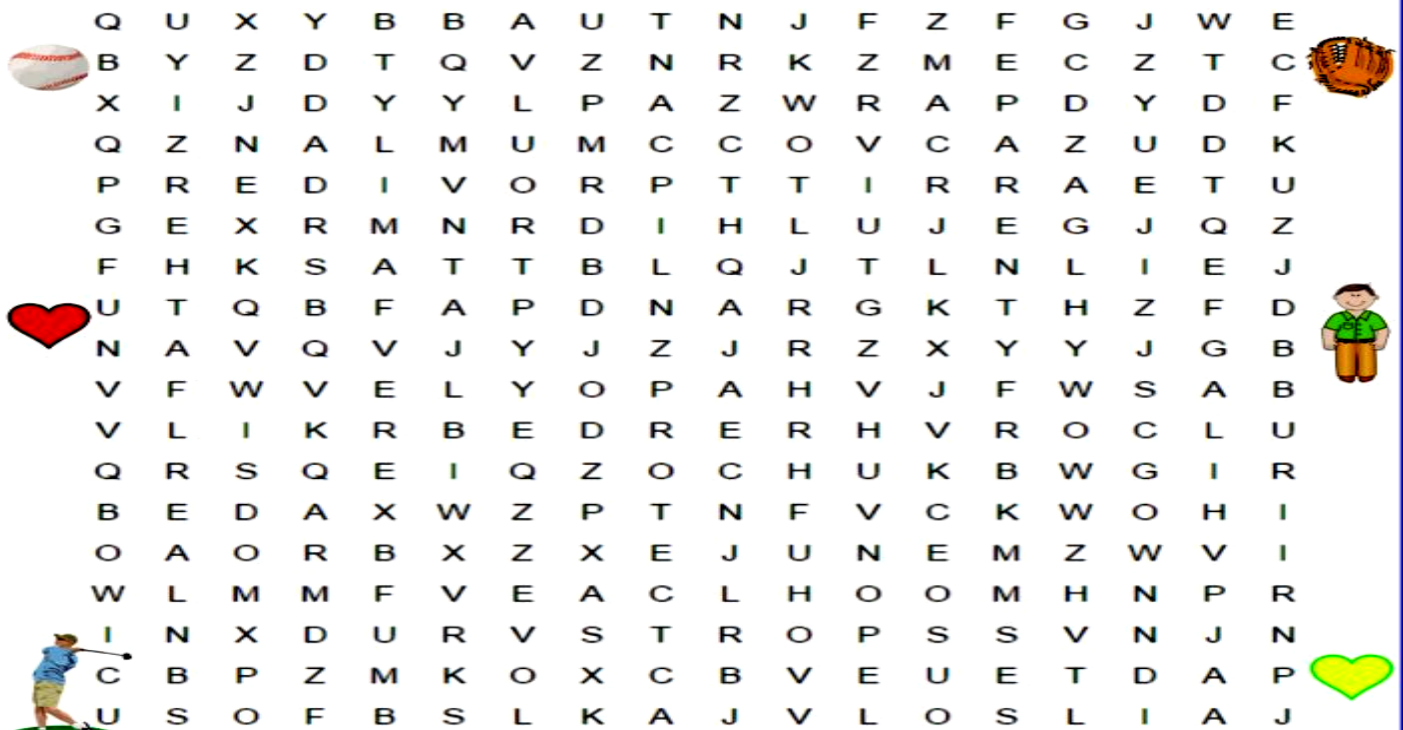 Q U X Y B B A U T N J F Z F G J W E
B Y Z D T Q V Z N R K Z M E C Z T C
X I J D Y Y L P A Z W R A P D Y D F
Q Z N A L M U M C C O V C A Z U D K
P R E D I V O R P T T I R R A E T U
G E X R M N R D I H L U J E G J Q Z
F H K S A T T B L Q J T L N L I E J
U T Q B F A P D N A R G K T H Z F D
N A V Q V J Y J Z J R Z X Y Y J G B
V F W V E L Y O P A H V J F W S A B
V L I K R B E D R E R H V R O C L U
Q R S Q E I Q Z O C H U K B W G I R
B E D A X W Z P T N F V C K W O H I
O A O R B X Z X E J U N E M Z W V I
W L M M F V E A C L H O O M H N P R
I N X D U R V S T R O P S S V N J N
C B P Z M K O X C B V E U E T D A P
U S O F B S L K A J V L O S L I A J